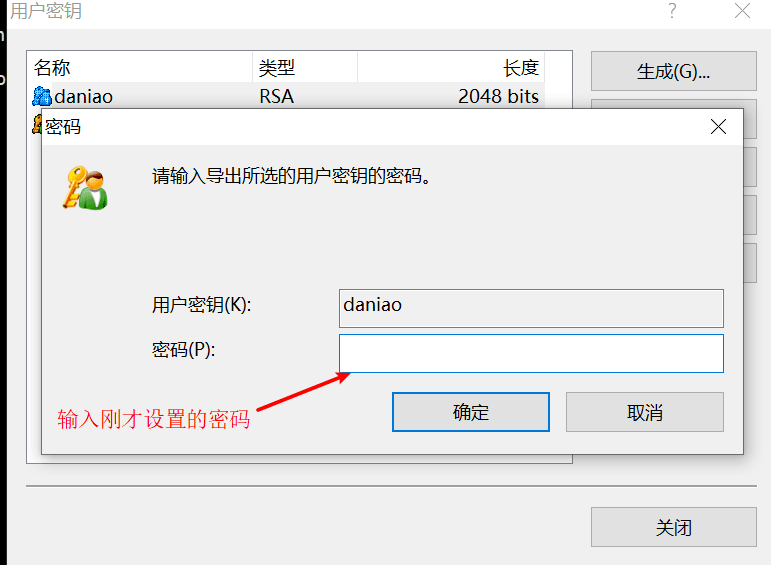 用户密钥
名称 类型 长度
daniao RSA 2048 bits
生成(G)...
密码
请输入导出所选的用户密钥的密码。
用户密钥(K): daniao
密码(P):
输入刚才设置的密码
确定 取消
关闭